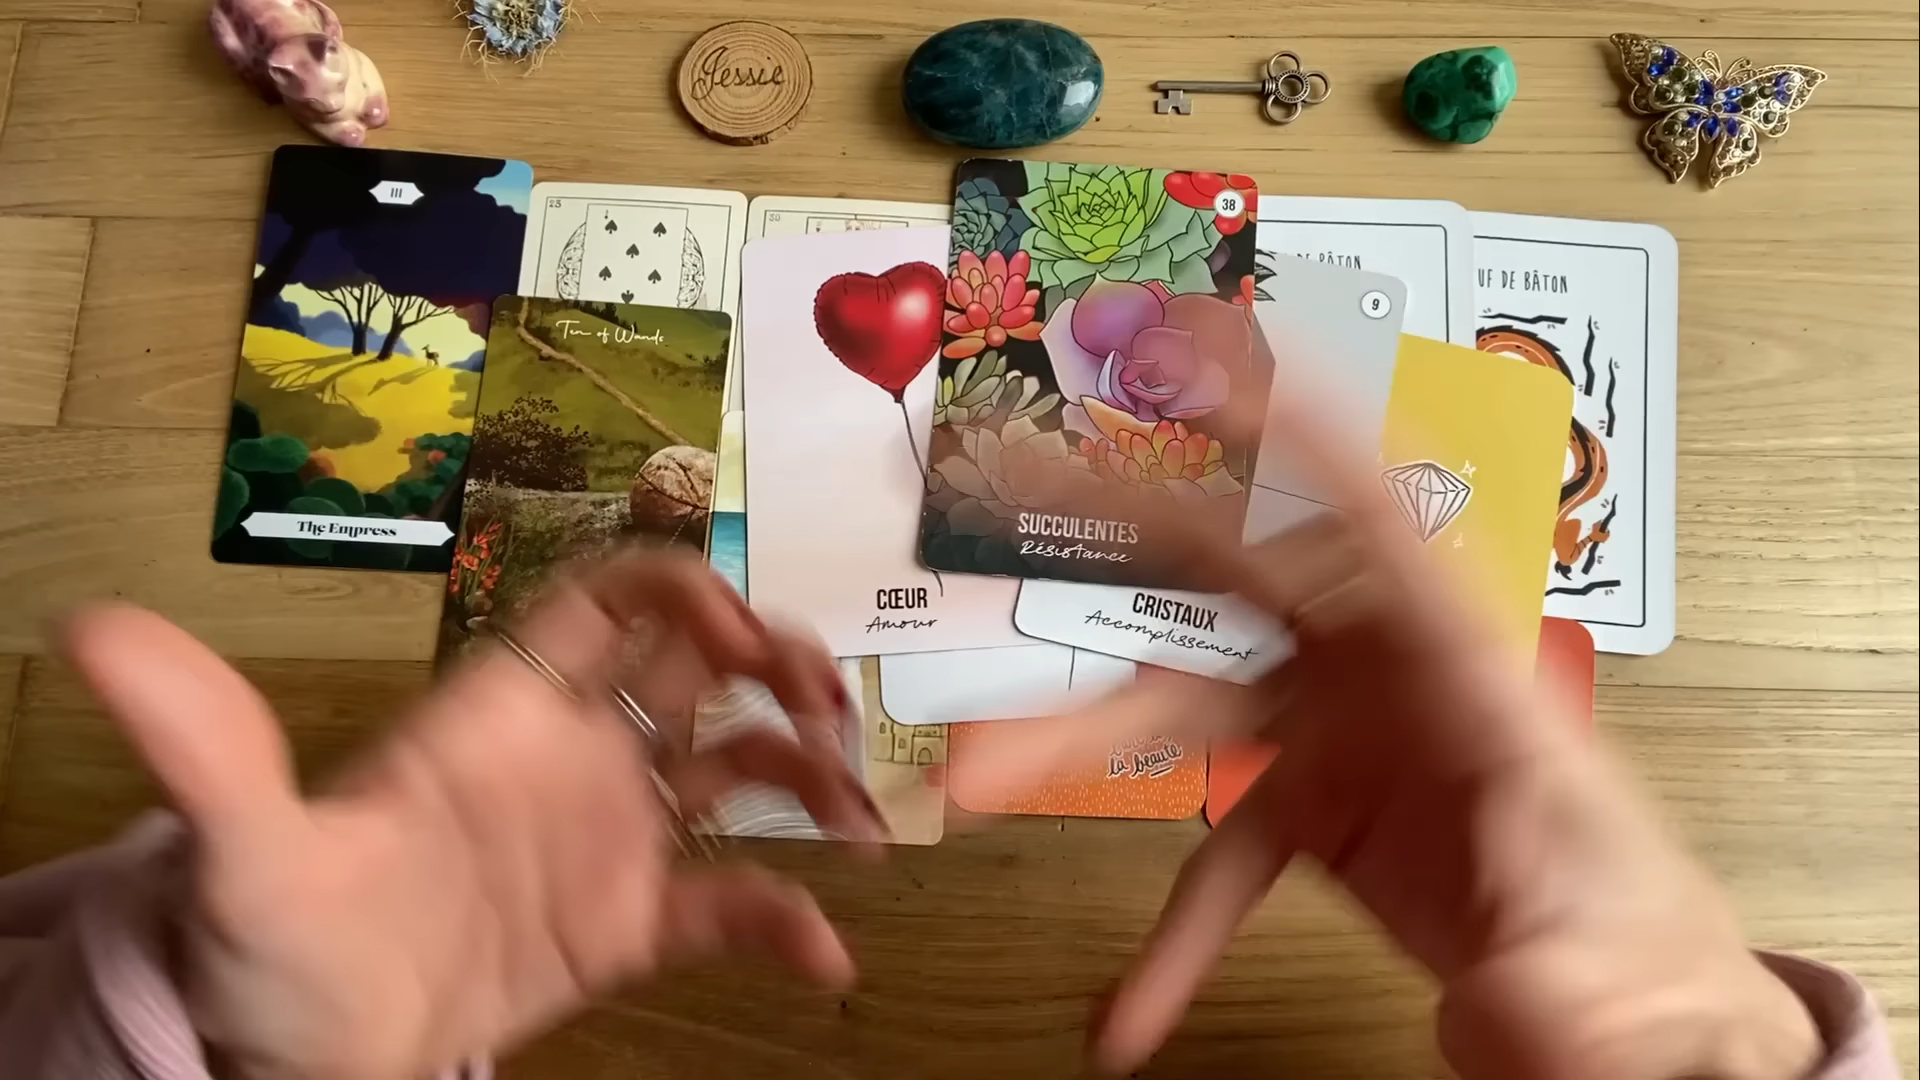 Jessie
III
The Empress
23
Ten of Wands
30
CŒUR
Amour
38
SUCCULENTES
Résistance
9
CRISTAUX
Accomplissement
DE BÂTON
UF DE BÂTON
la beauté